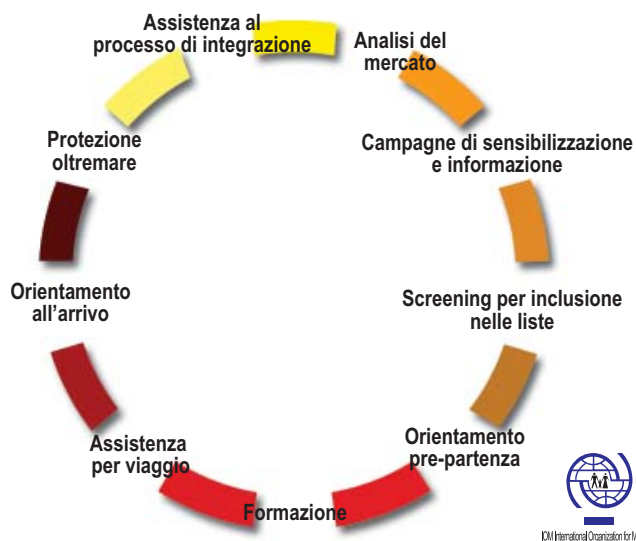 Assistenza al
processo di integrazione
Analisi del
mercato
Campagne di sensibilizzazione
e informazione
Screening per inclusione
nelle liste
Orientamento
pre-partenza
Formazione
Assistenza
per viaggio
Orientamento
all'arrivo
Protezione
oltremare
IOM International Organization for